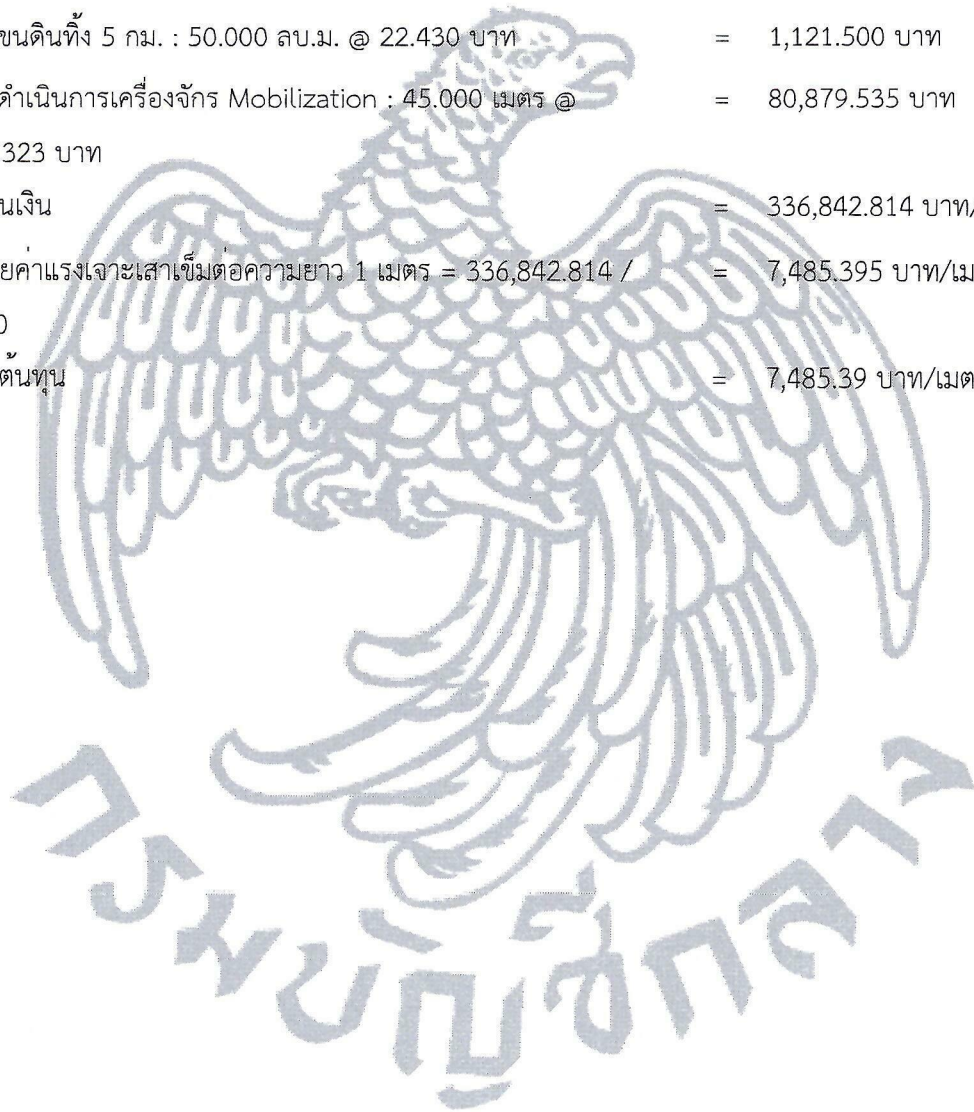 ขนดินทิ้ง 5 กม. : 50.000 ลบ.ม. @ 22.430 บาท = 1,121.500 บาท
ดำเนินการเครื่องจักร Mobilization : 45.000 เมตร @ = 80,879.535 บาท
.323 บาท
นเงิน = 336,842.814 บาท/
ยค่าแรงเจาะเสาเข็มต่อความยาว 1 เมตร = 336,842.814 / = 7,485.395 บาท/เม
0
ต้นทุน = 7,485.39 บาท/เมต
กรมบัญชีกลาง